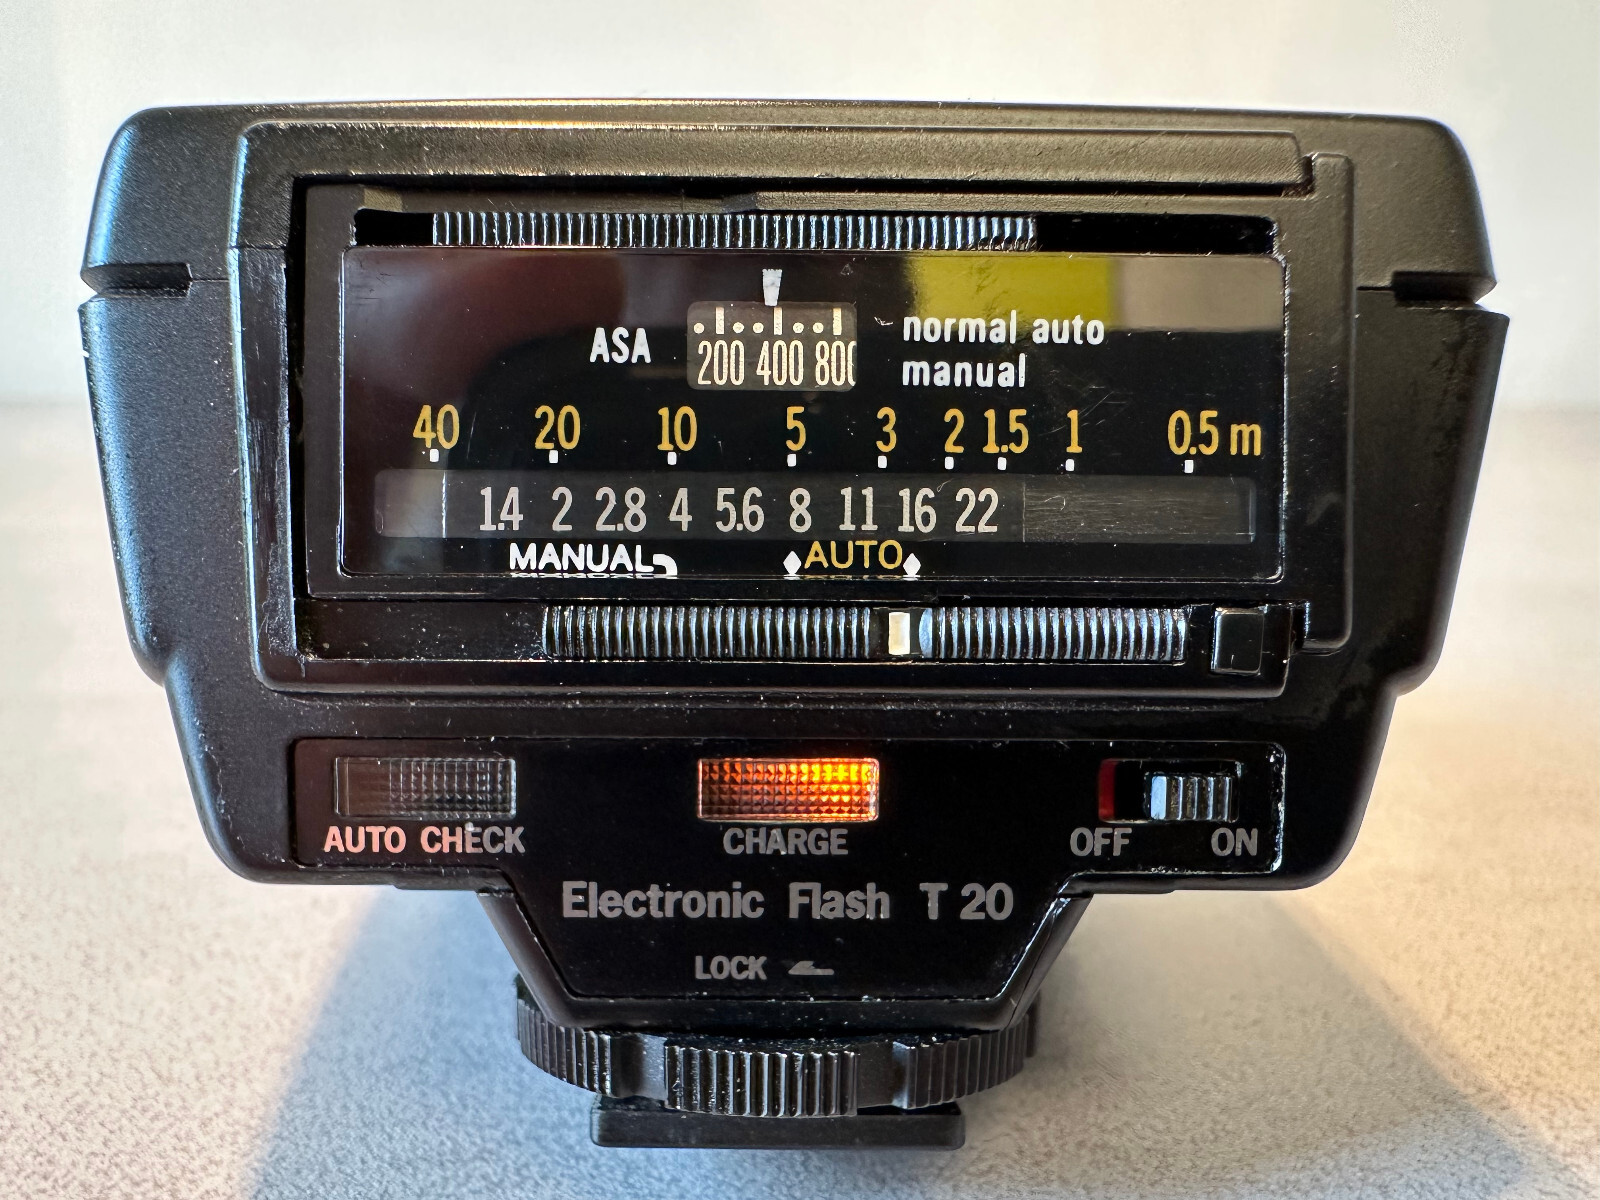 ASA 200 400 800 normal auto
manual
40 20 10 5 3 2 1.5 1 0.5 m
1.4 2 2.8 4 5.6 8 11 16 22
MANUAL AUTO
AUTO CHECK CHARGE OFF ON
Electronic Flash T 20
LOCK